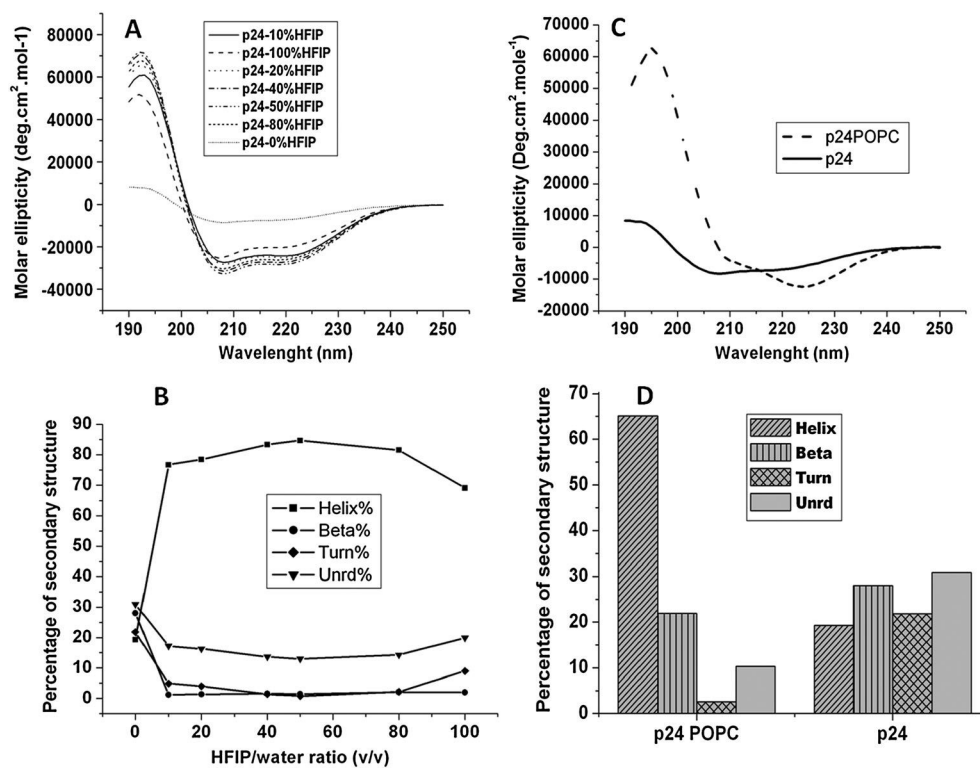 A
p24-10%HFIP
p24-100%HFIP
p24-20%HFIP
p24-40%HFIP
p24-50%HFIP
p24-80%HFIP
p24-0%HFIP
Molar ellipticity (deg.cm².mol-1)
80000
60000
40000
20000
0
-20000
-40000
190 200 210 220 230 240 250
Wavelenght (nm)
C
p24POPC
p24
Molar ellipticity (Deg.cm².mole⁻¹)
70000
60000
50000
40000
30000
20000
10000
0
-10000
-20000
190 200 210 220 230 240 250
Wavelenght (nm)
B
Helix%
Beta%
Turn%
Unrd%
Percentage of secondary structure
90
80
70
60
50
40
30
20
10
0
0 20 40 60 80 100
HFIP/water ratio (v/v)
D
Helix
Beta
Turn
Unrd
Percentage of secondary structure
70
60
50
40
30
20
10
0
p24 POPC p24